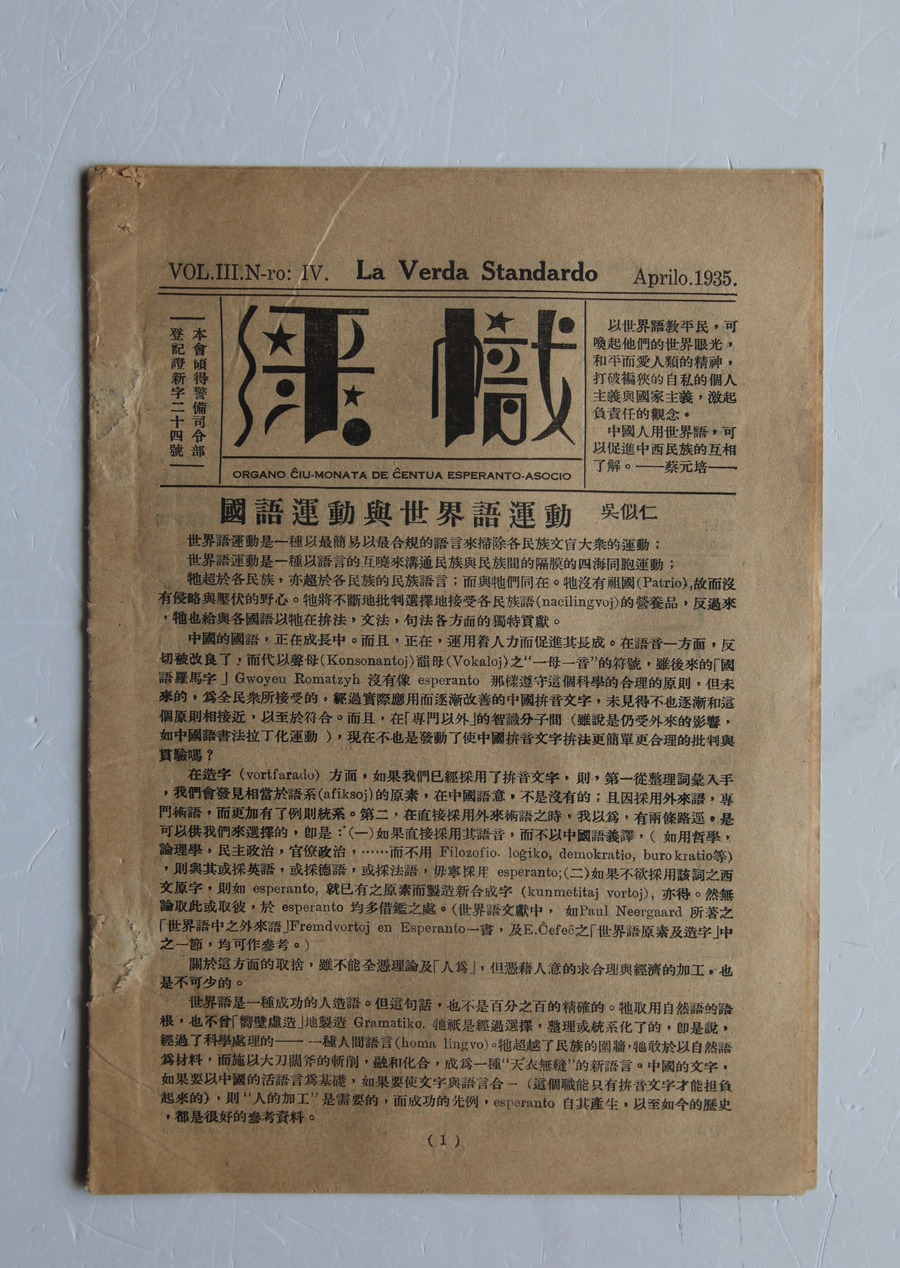 VOL.III.N-ro: IV. La Verda Standardo Aprilo.1935.
本會領得警備司令部
登記證新字二十四號
綠幟
ORGANO ĈIU-MONATA DE ĈENTUA ESPERANTO-ASOCIO
以世界語教平民，可
喚起他們的世界眼光，
和平而愛人類的精神，
打破褊狹的自私的個人
主義與國家主義，激起
負責任的觀念。
中國人用世界語，可
以促進中西民族的互相
了解。——蔡元培——
國語運動與世界語運動 吳似仁
世界語運動是一種以最簡易以最合規的語言來掃除各民族文盲大衆的運動；
世界語運動是一種以語言的互曉來溝通民族與民族間的隔膜的四海同胞運動；
牠超於各民族，亦超於各民族的民族語言；而與牠們同在。牠沒有祖國(Patrio),故而沒
有侵略與壓伏的野心。牠將不斷地批判選擇地接受各民族語(nacilingvoj)的營養品，反過來
，牠也給與各國語以牠在拼法，文法，句法各方面的獨特貢獻。
中國的國語，正在成長中。而且，正在，運用着人力而促進其長成。在語音一方面，反
切被改良了，而代以聲母(Konsonantoj)韻母(Vokaloj)之“一母一音”的符號，雖後來的「國
語羅馬字」Gwoyeu Romatzyh 沒有像 esperanto 那樣遵守這個科學的合理的原則，但未
來的，爲全民衆所接受的，經過實際應用而逐漸改善的中國拼音文字，未見得不也逐漸和這
個原則相接近，以至於符合。而且，在「專門以外」的智識分子間（雖說是仍受外來的影響，
如中國語書法拉丁化運動），現在不也是發動了使中國拼音文字拚法更簡單更合理的批判與
實驗嗎？
在造字（vortfarado）方面，如果我們已經採用了拚音文字，則，第一從整理詞彙入手
，我們會發見相當於語系(afiksoj)的原素，在中國語意，不是沒有的；且因採用外來語，專
門術語，而更加有了例則統系。第二，在直接採用外來術語之時，我以爲，有兩條路逕，是
可以供我們來選擇的，卽是：（一）如果直接採用其語音，而不以中國語義譯，（如用哲學，
論理學，民主政治，官僚政治，……而不用 Filozofio. loĝiko, demokratio, burokratio等）
，則與其或採英語，或採德語，或採法語，毋寧採用 esperanto;(二)如果不欲採用該詞之西
文原字，則如 esperanto, 就已有之原素而製造新合成字 (kunmetitaj vortoj), 亦得。然無
論取此或取彼，於 esperanto 均多借鑑之處。(世界語文獻中， 如Paul Neergaard 所著之
「世界語中之外來語」Fremdvortoj en Esperanto一書，及E.Ĉefeĉ之「世界語原素及造字」中
之一節，均可作參考。)
關於這方面的取捨，雖不能全憑理論及「人爲」，但憑藉人意的求合理與經濟的加工，也
是不可少的。
世界語是一種成功的人造語。但這句話，也不是百分之百的精確的。牠取用自然語的語
根，也不曾「嚮壁虛造」地製造 Gramatiko. 牠祇是經過選擇，整理或統系化了的，卽是說，
經過了科學處理的——一種人間語言(homa lingvo)。牠超越了民族的圍牆，牠敢於以自然語
爲材料，而施以大刀闊斧的斬削，融和化合，成爲一種“天衣無縫”的新語言。中國的文字，
如果要以中國的活語言爲基礎，如果要使文字與語言合一（這個職能只有拚音文字才能担負
起來的），則“人的加工”是需要的，而成功的先例，esperanto 自其產生，以至如今的歷史
，都是很好的參考資料。
(1)